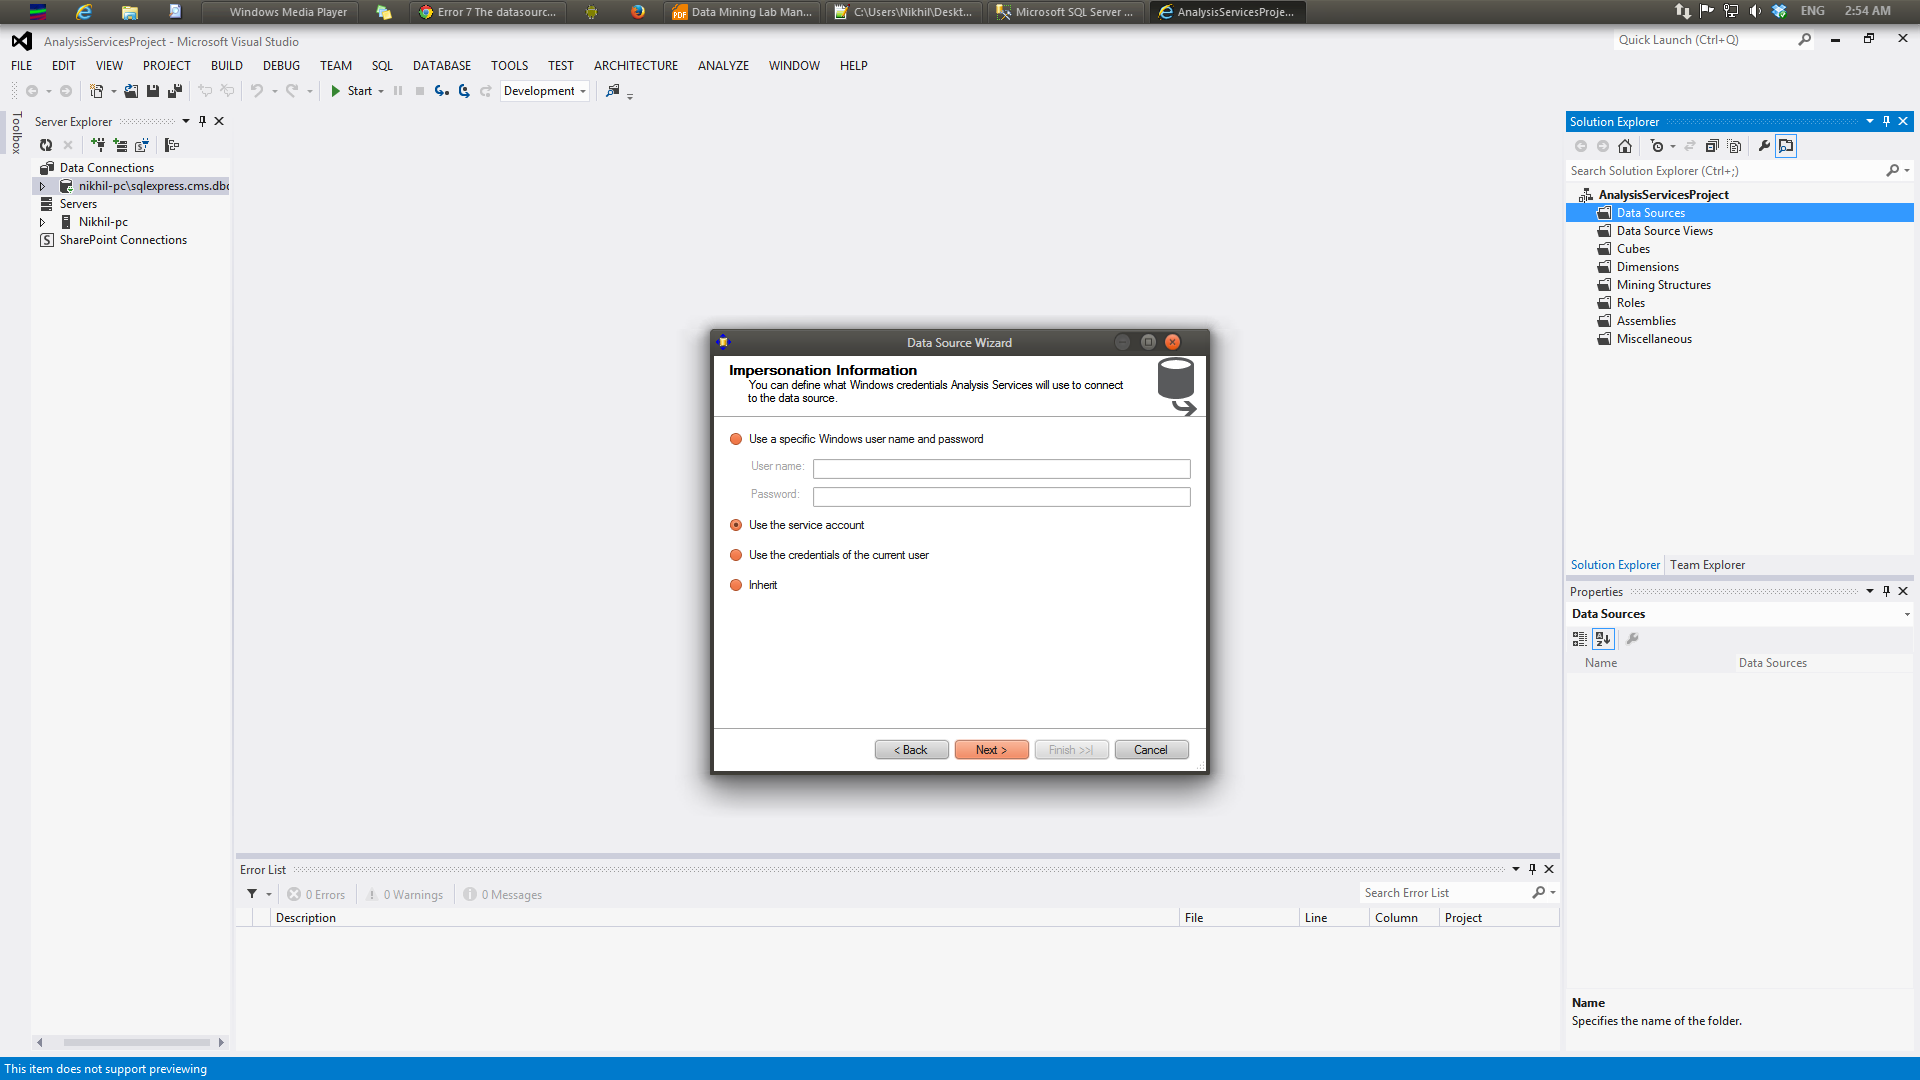 Windows Media Player
Error 7 The datasourc...
Data Mining Lab Man...
C:\Users\Nikhil\Deskt...
Microsoft SQL Server ...
AnalysisServicesProje...
ENG
2:54 AM
AnalysisServicesProject - Microsoft Visual Studio
Quick Launch (Ctrl+Q)
FILE EDIT VIEW PROJECT BUILD DEBUG TEAM SQL DATABASE TOOLS TEST ARCHITECTURE ANALYZE WINDOW HELP
Start
Development
Toolbox
Server Explorer
Data Connections
nikhil-pc\sqlexpress.cms.dbo
Servers
Nikhil-pc
SharePoint Connections
Data Source Wizard
Impersonation Information
You can define what Windows credentials Analysis Services will use to connect
to the data source.
Use a specific Windows user name and password
User name:
Password:
Use the service account
Use the credentials of the current user
Inherit
< Back
Next >
Finish >>|
Cancel
Solution Explorer
Search Solution Explorer (Ctrl+;)
AnalysisServicesProject
Data Sources
Data Source Views
Cubes
Dimensions
Mining Structures
Roles
Assemblies
Miscellaneous
Solution Explorer
Team Explorer
Properties
Data Sources
Name
Data Sources
Name
Specifies the name of the folder.
Error List
0 Errors
0 Warnings
0 Messages
Search Error List
Description
File
Line
Column
Project
This item does not support previewing